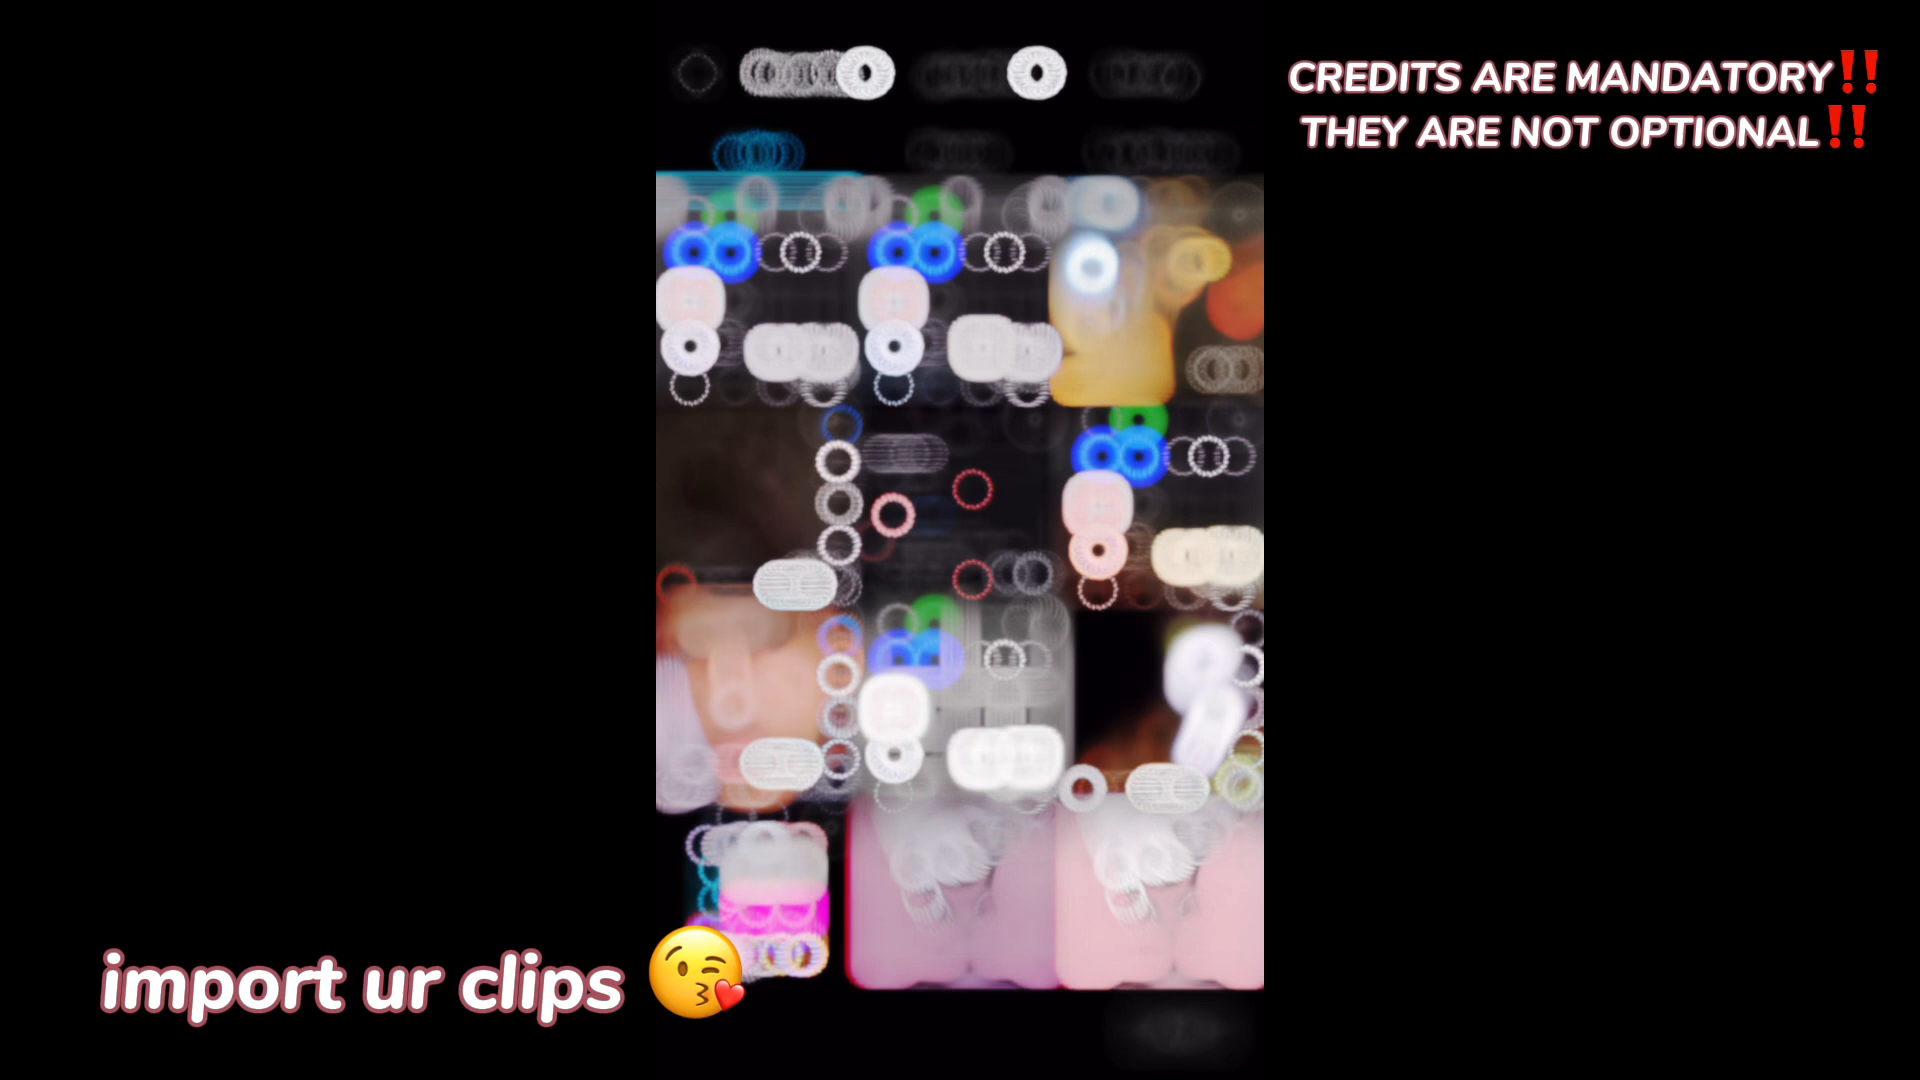 CREDITS ARE MANDATORY‼️
THEY ARE NOT OPTIONAL‼️
import ur clips 😘